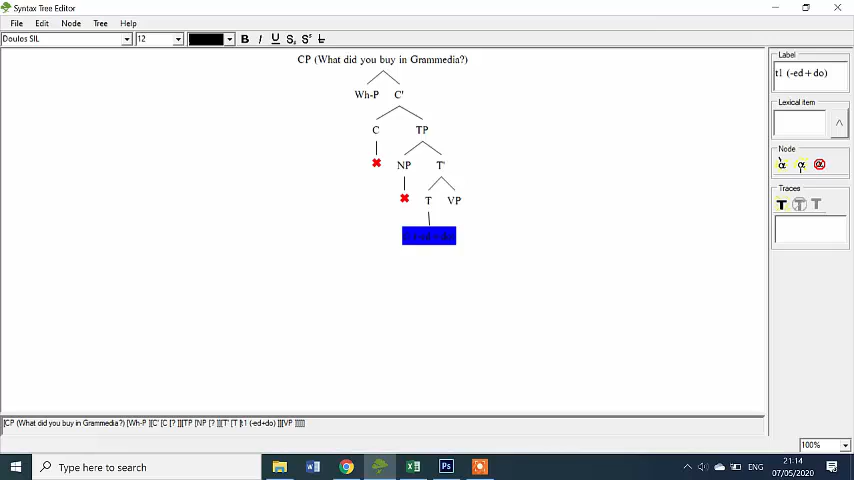 Syntax Tree Editor
File Edit Node Tree Help
Doulos SIL 12 B I U S, S^x
CP (What did you buy in Grammedia?)
Wh-P C'
C TP
NP T'
T VP
Label
t1 (-ed+do)
Lexical item
Node
α α α
Traces
T T T
[CP (What did you buy in Grammedia?) [Wh-P ][C' [C [? ]][TP [NP [? ]][T' [T [t1 (-ed+do) ]][VP ]]]]]
100%
Type here to search
ENG
21.14
07/05/2020